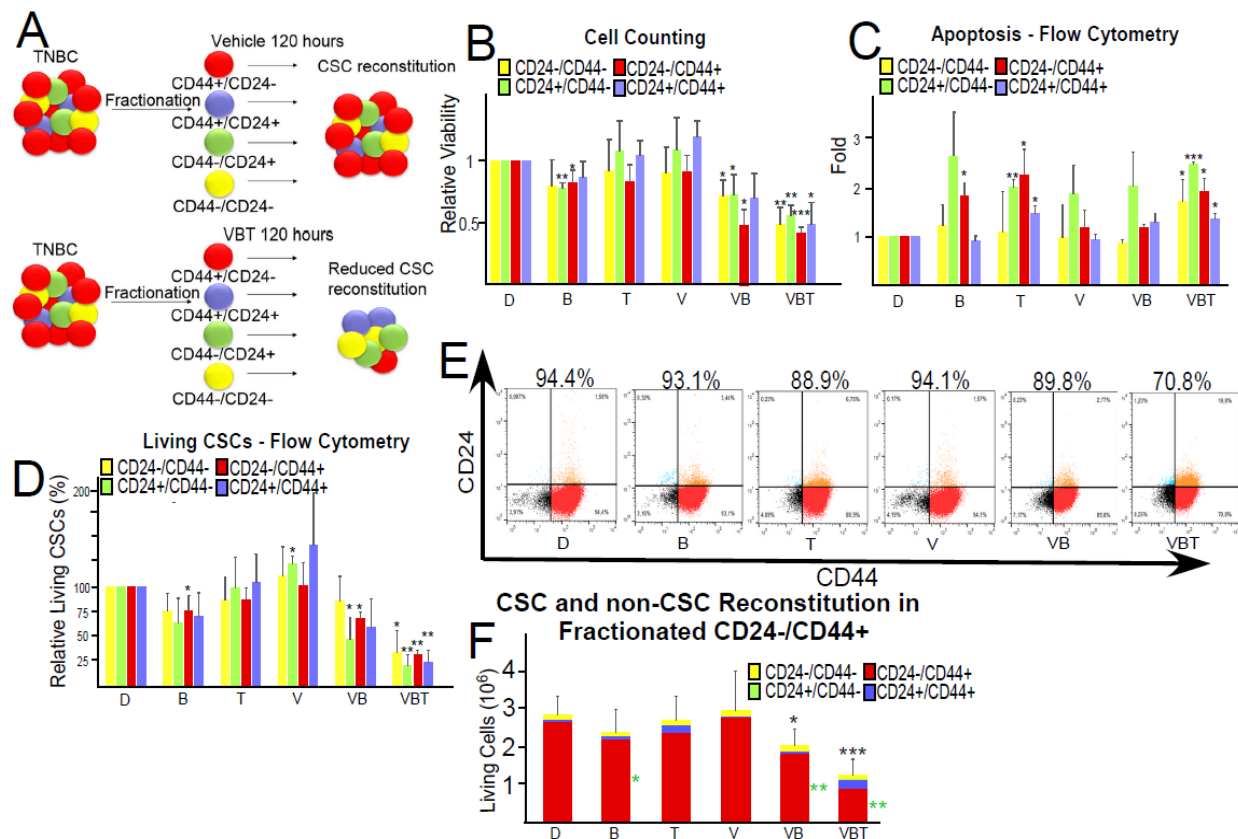 A
TNBC
Fractionation
Vehicle 120 hours
CD44+/CD24-
CD44+/CD24+
CD44-/CD24+
CD44-/CD24-
CSC reconstitution
TNBC
Fractionation
VBT 120 hours
CD44+/CD24-
CD44+/CD24+
CD44-/CD24+
CD44-/CD24-
Reduced CSC
reconstitution
B
Cell Counting
CD24-/CD44- CD24-/CD44+
CD24+/CD44- CD24+/CD44+
Relative Viability
1
0.5
** *
* *
*
** ** *** *
D B T V VB VBT
C
Apoptosis - Flow Cytometry
CD24-/CD44- CD24-/CD44+
CD24+/CD44- CD24+/CD44+
Fold
3
2
1
*
** * *
* *** * *
D B T V VB VBT
D
Living CSCs - Flow Cytometry
CD24-/CD44- CD24-/CD44+
CD24+/CD44- CD24+/CD44+
Relative Living CSCs (%)
200
100
75
50
25
*
*
* *
* ** ** **
D B T V VB VBT
E
94.4% 93.1% 88.9% 94.1% 89.8% 70.8%
CD24
D B T V VB VBT
CD44
F
CSC and non-CSC Reconstitution in
Fractionated CD24-/CD44+
CD24-/CD44- CD24-/CD44+
CD24+/CD44- CD24+/CD44+
Living Cells (10⁶)
4
3
2
1
* ***
* ** **
D B T V VB VBT